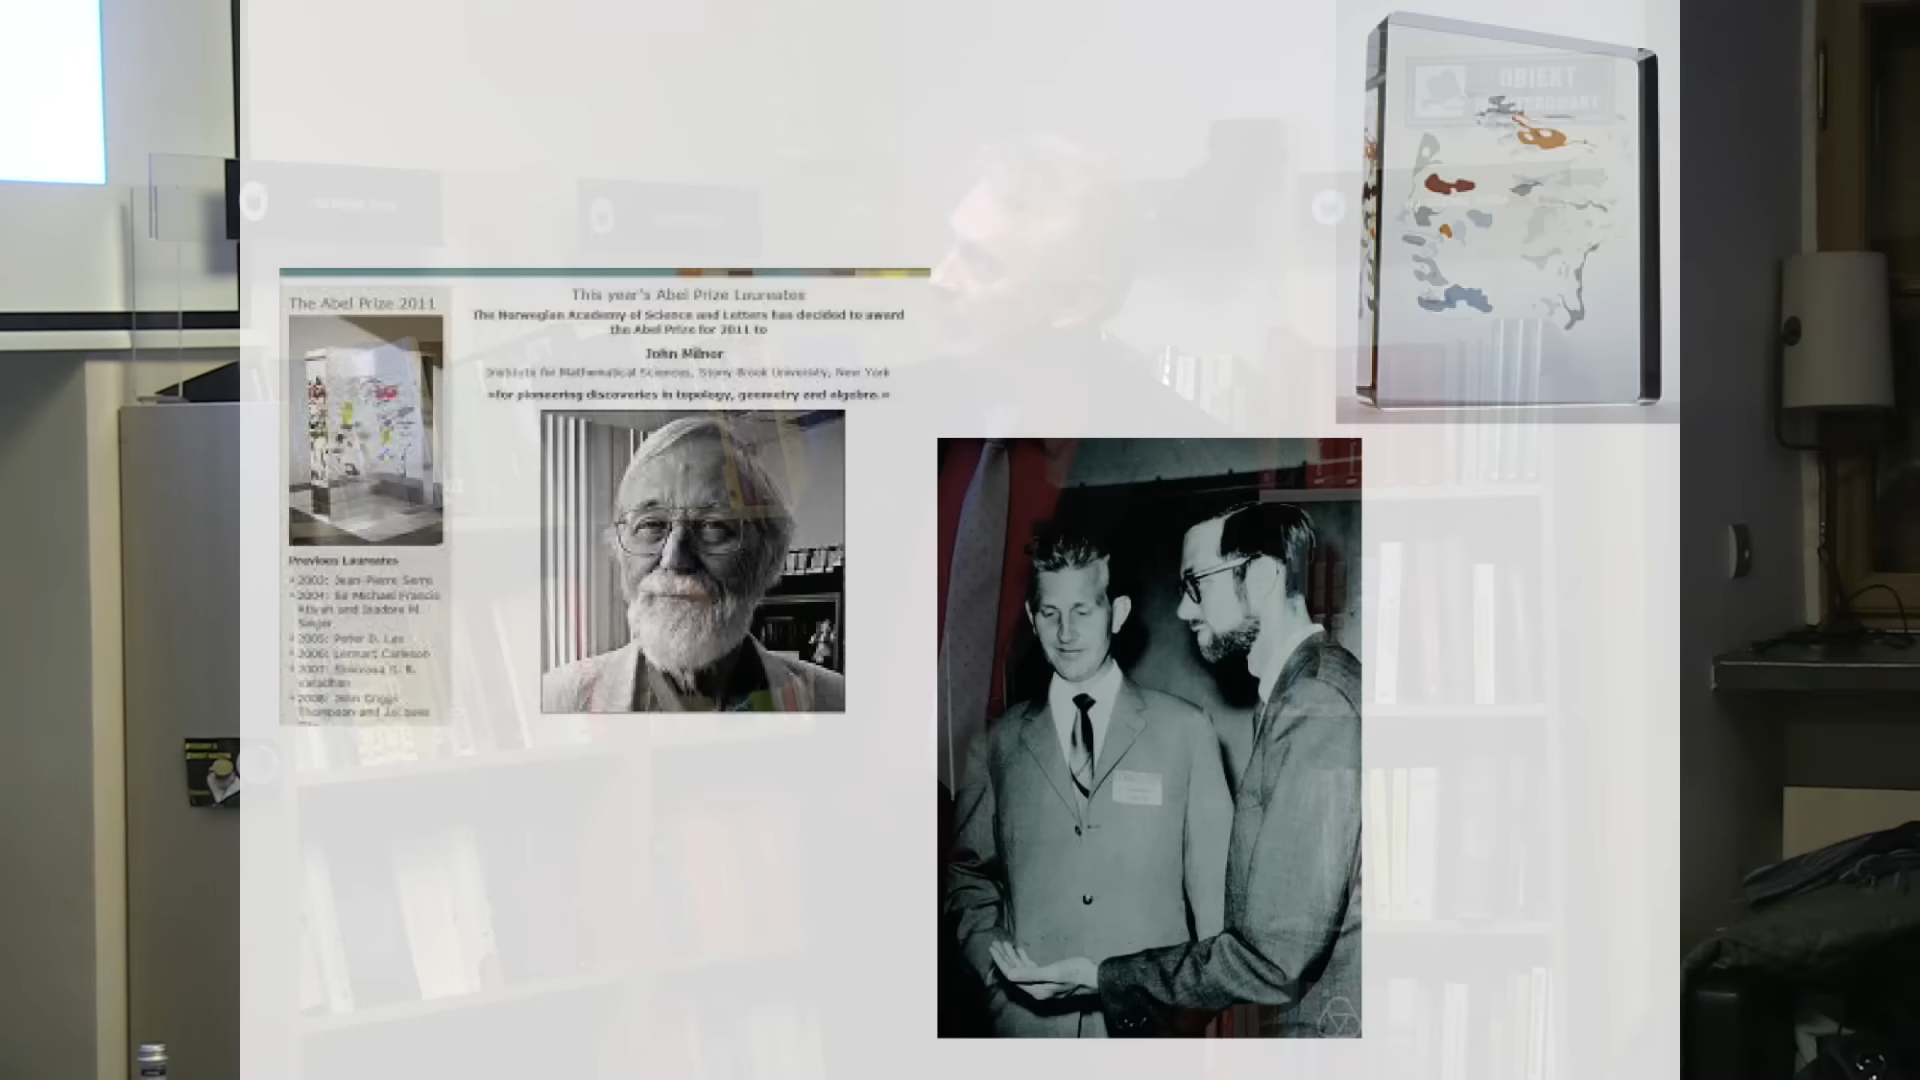 OBIEKT
The Abel Prize 2011
This year's Abel Prize Laureates
The Norwegian Academy of Science and Letters has decided to award
the Abel Prize for 2011 to
John Milnor
Institute for Mathematical Sciences, Stony Brook University, New York
«for pioneering discoveries in topology, geometry and algebra.»
Previous Laureates
2003: Jean-Pierre Serre
2004: Sir Michael Francis
Atiyah and Isadore M.
Singer
2005: Peter D. Lax
2006: Lennart Carleson
2007: Srinivasa S. R.
Varadhan
2008: John Griggs
Thompson and Jacques